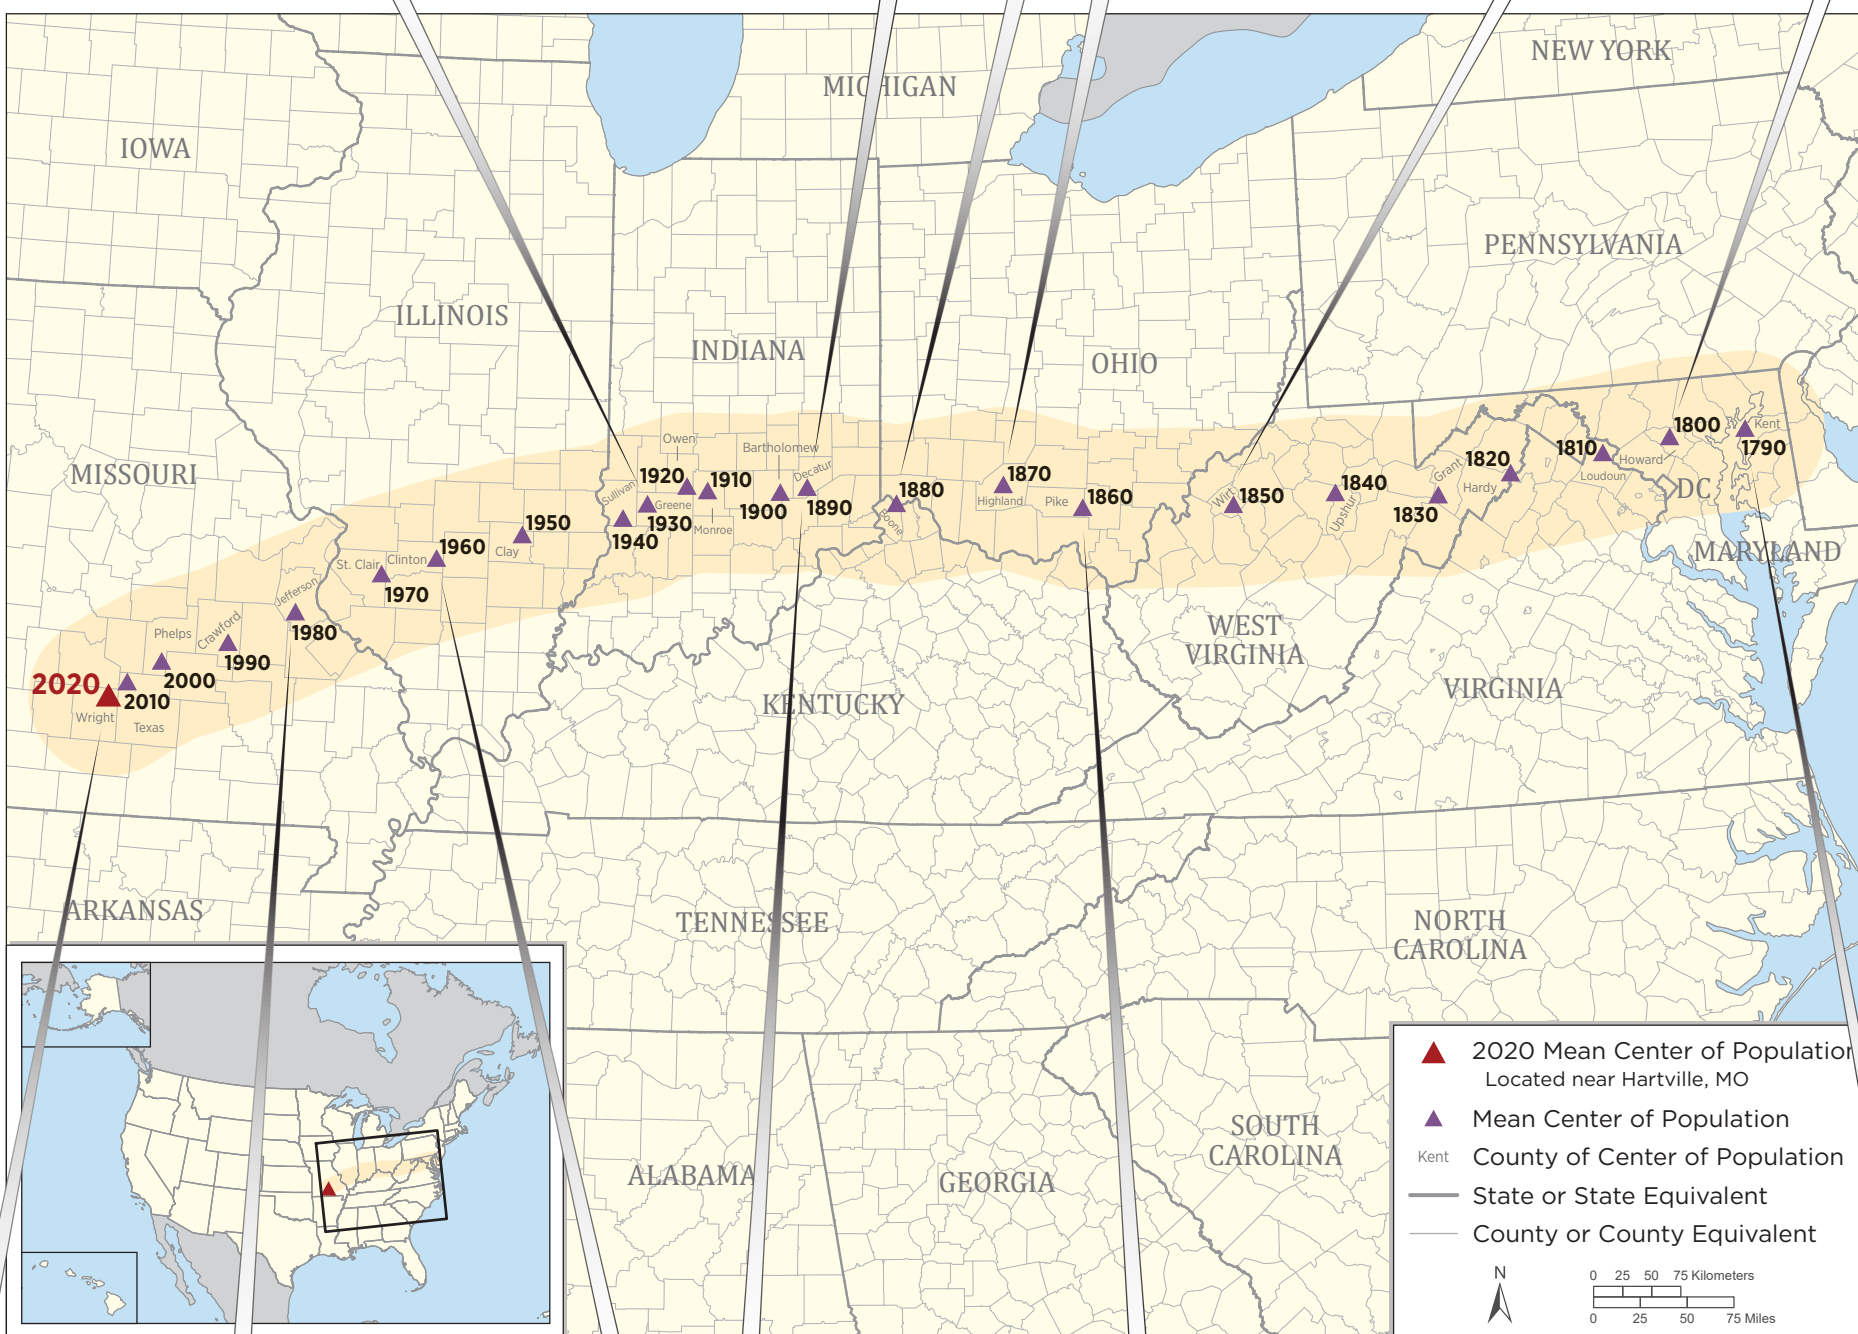 NEW YORK
MICHIGAN
IOWA
PENNSYLVANIA
ILLINOIS
INDIANA
OHIO
MISSOURI
Kent
1790
1800
Howard
1810
Loudoun
DC
MARYLAND
1820
Hardy
Grant
1830
1840
Upshur
Wirt
1850
1860
Pike
1870
Highland
1880
Boone
Decatur
1890
Bartholomew
1900
1910
Monroe
Owen
1920
Greene
1930
Sullivan
1940
1950
Clay
1960
Clinton
St. Clair
1970
Jefferson
1980
Crawford
1990
Phelps
2000
2010
Texas
2020
Wright
WEST
VIRGINIA
VIRGINIA
KENTUCKY
ARKANSAS
TENNESSEE
NORTH
CAROLINA
SOUTH
CAROLINA
ALABAMA
GEORGIA
2020 Mean Center of Population
Located near Hartville, MO
Mean Center of Population
Kent County of Center of Population
State or State Equivalent
County or County Equivalent
N
0 25 50 75 Kilometers
0 25 50 75 Miles